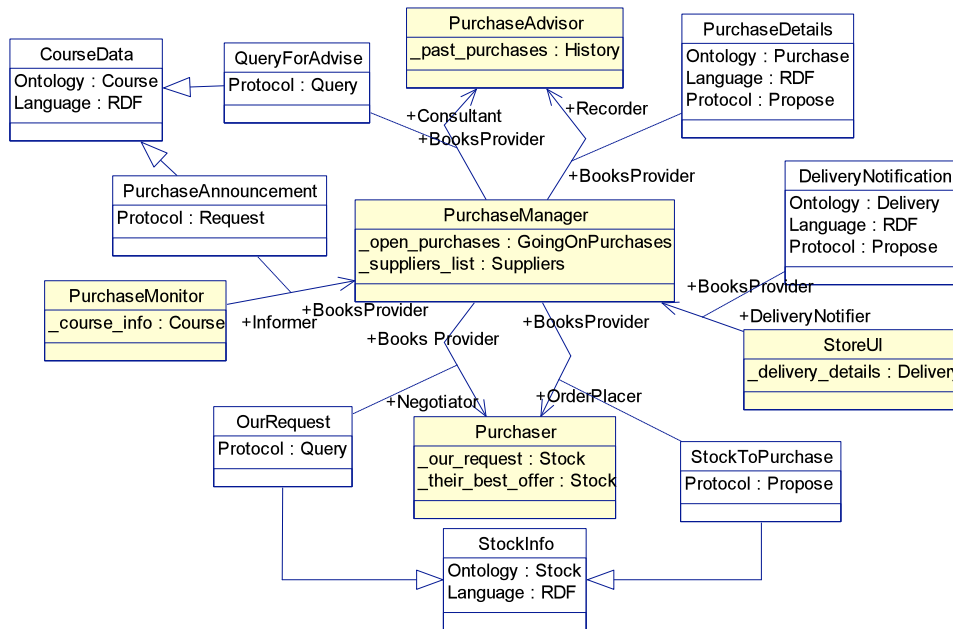 PurchaseAdvisor
_past_purchases : History
PurchaseDetails
Ontology : Purchase
Language : RDF
Protocol : Propose
CourseData
Ontology : Course
Language : RDF
QueryForAdvise
Protocol : Query
+Consultant
+BooksProvider
+Recorder
+BooksProvider
PurchaseAnnouncement
Protocol : Request
PurchaseManager
_open_purchases : GoingOnPurchases
_suppliers_list : Suppliers
DeliveryNotification
Ontology : Delivery
Language : RDF
Protocol : Propose
PurchaseMonitor
_course_info : Course
+BooksProvider
+Informer
+Books Provider
+BooksProvider
+BooksProvider
+DeliveryNotifier
StoreUI
_delivery_details : Delivery
+Negotiator
+OrderPlacer
OurRequest
Protocol : Query
Purchaser
_our_request : Stock
_their_best_offer : Stock
StockToPurchase
Protocol : Propose
StockInfo
Ontology : Stock
Language : RDF